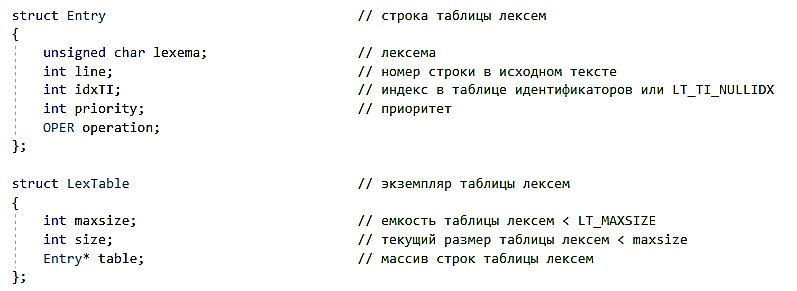 struct Entry // строка таблицы лексем
{
unsigned char lexema; // лексема
int line; // номер строки в исходном тексте
int idxTI; // индекс в таблице идентификаторов или LT_TI_NULLIDX
int priority; // приоритет
OPER operation;
};
struct LexTable // экземпляр таблицы лексем
{
int maxsize; // емкость таблицы лексем < LT_MAXSIZE
int size; // текущий размер таблицы лексем < maxsize
Entry* table; // массив строк таблицы лексем
};